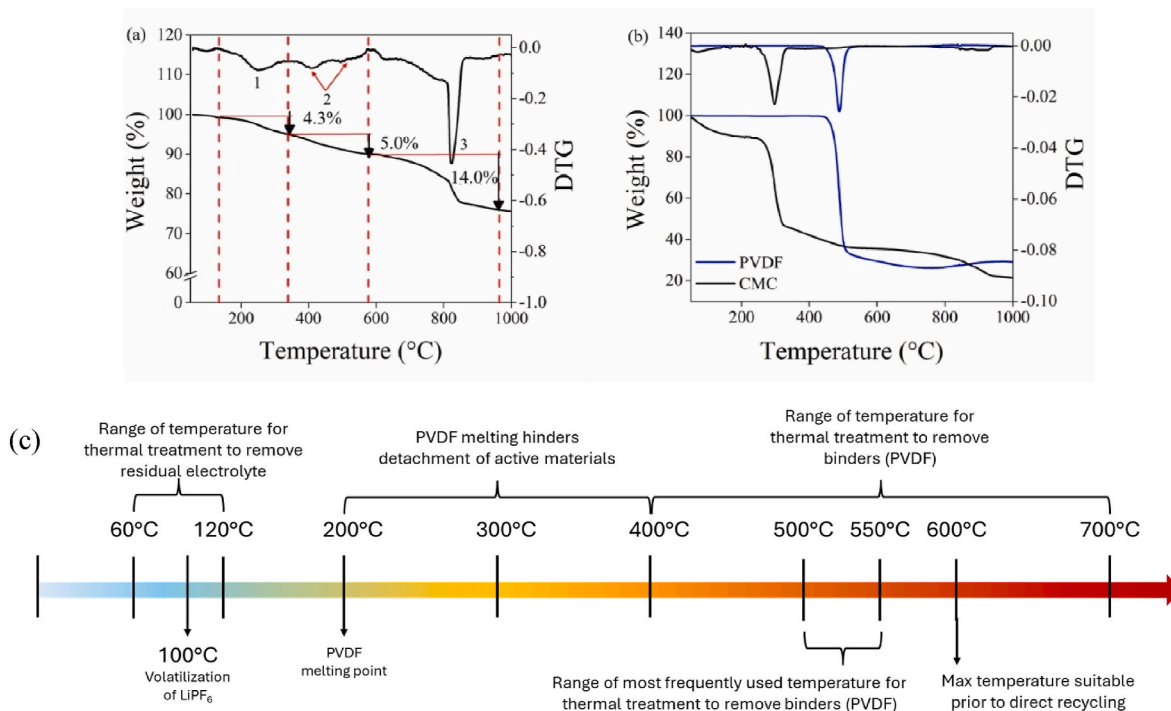 (a)
120
110
100
90
80
70
60
0
Weight (%)
200
400
600
800
1000
Temperature (°C)
0.0
-0.2
-0.4
-0.6
-0.8
-1.0
DTG
1
2
3
4.3%
5.0%
14.0%
(b)
140
120
100
80
60
40
20
Weight (%)
200
400
600
800
1000
Temperature (°C)
0.00
-0.02
-0.04
-0.06
-0.08
-0.10
DTG
PVDF
CMC
(c)
Range of temperature for
thermal treatment to remove
residual electrolyte
PVDF melting hinders
detachment of active materials
Range of temperature for
thermal treatment to remove
binders (PVDF)
60°C
120°C
200°C
300°C
400°C
500°C
550°C
600°C
700°C
100°C
Volatilization
of LiPF₆
PVDF
melting point
Range of most frequently used temperature for
thermal treatment to remove binders (PVDF)
Max temperature suitable
prior to direct recycling